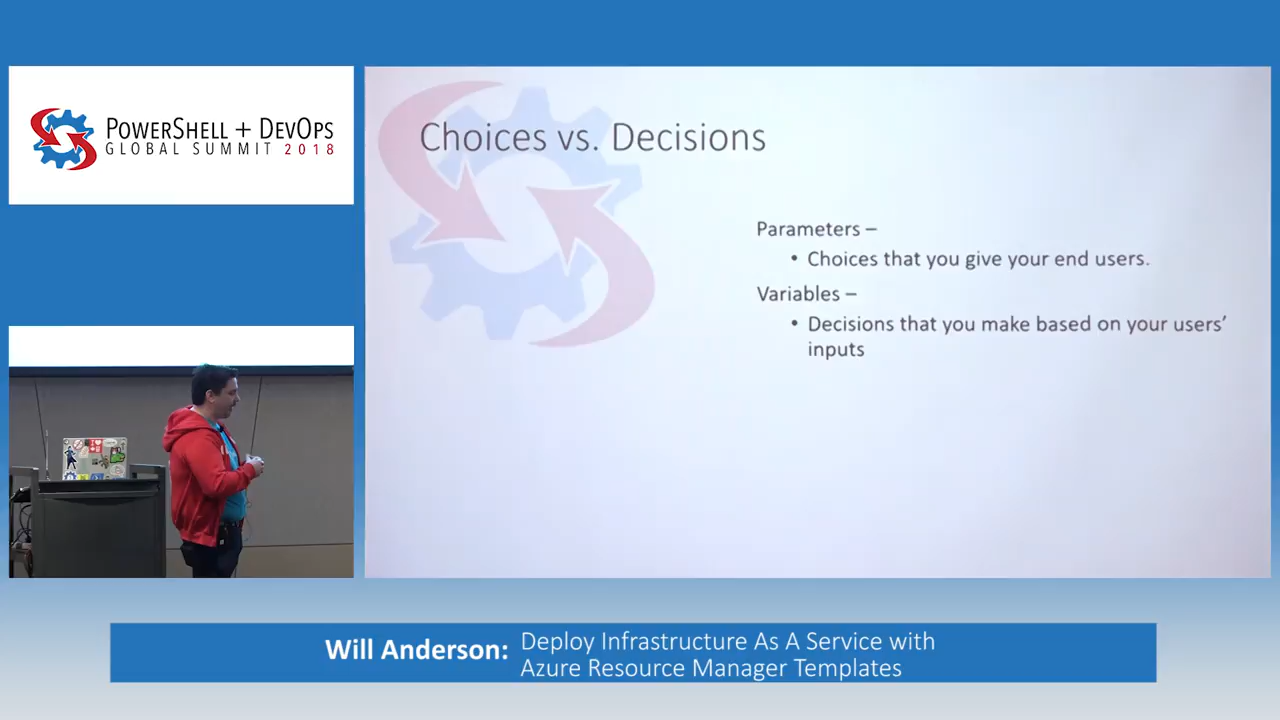 POWERSHELL + DEVOPS
GLOBAL SUMMIT 2018
Choices vs. Decisions
Parameters –
• Choices that you give your end users.
Variables –
• Decisions that you make based on your users’
inputs
Will Anderson:
Deploy Infrastructure As A Service with
Azure Resource Manager Templates